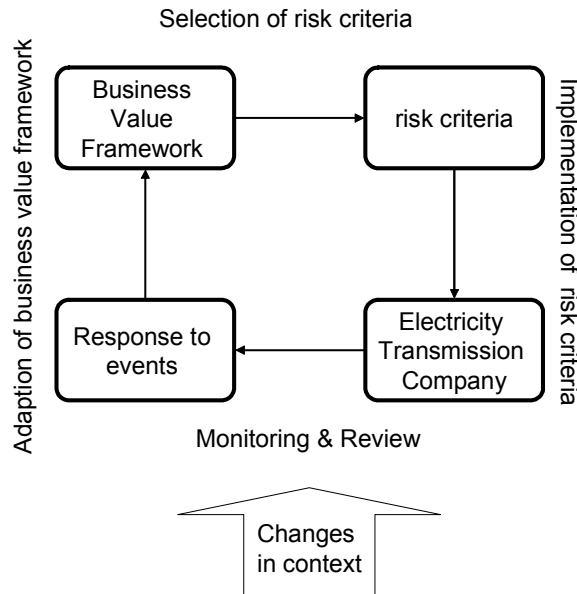 Selection of risk criteria
Adaption of business value framework
Business
Value
Framework
risk criteria
Implementation of risk criteria
Response to
events
Electricity
Transmission
Company
Monitoring & Review
Changes
in context